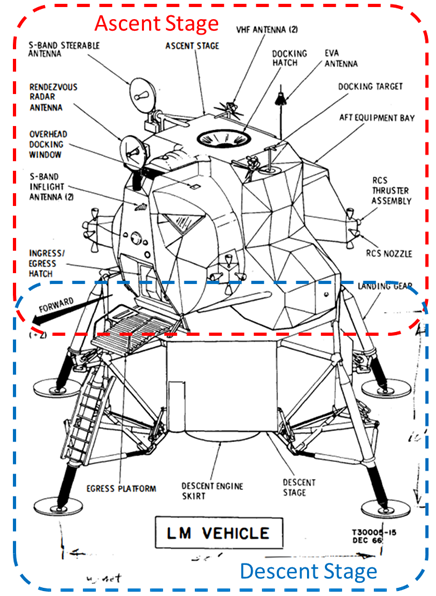 Ascent Stage
VHF ANTENNA (2)
S-BAND STEERABLE
ANTENNA
ASCENT STAGE
DOCKING
HATCH
EVA
ANTENNA
RENDEZVOUS
RADAR
ANTENNA
DOCKING TARGET
AFT EQUIPMENT BAY
OVERHEAD
DOCKING
WINDOW
S-BAND
INFLIGHT
ANTENNA (2)
RCS
THRUSTER
ASSEMBLY
INGRESS/
EGRESS
HATCH
RCS NOZZLE
LANDING GEAR
FORWARD
EGRESS PLATFORM
DESCENT ENGINE
SKIRT
DESCENT
STAGE
LM VEHICLE
T30005-15
DEC 66
Descent Stage